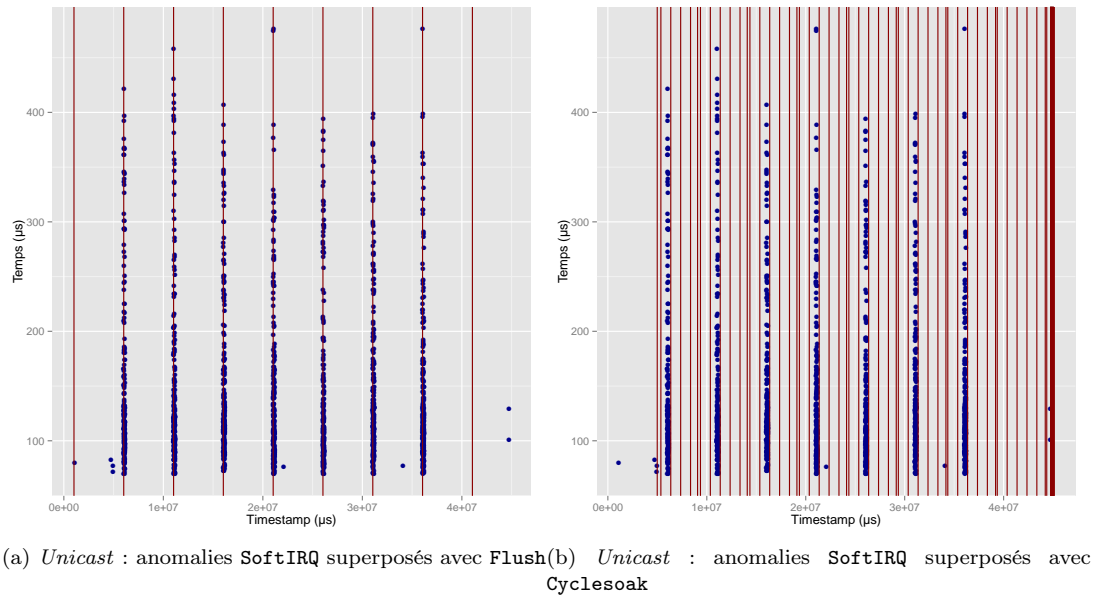 400
300
200
100
Temps (µs)
0e+00 1e+07 2e+07 3e+07 4e+07
Timestamp (µs)
400
300
200
100
Temps (µs)
0e+00 1e+07 2e+07 3e+07 4e+07
Timestamp (µs)
(a) Unicast : anomalies SoftIRQ superposés avec Flush
(b) Unicast : anomalies SoftIRQ superposés avec
Cyclesoak